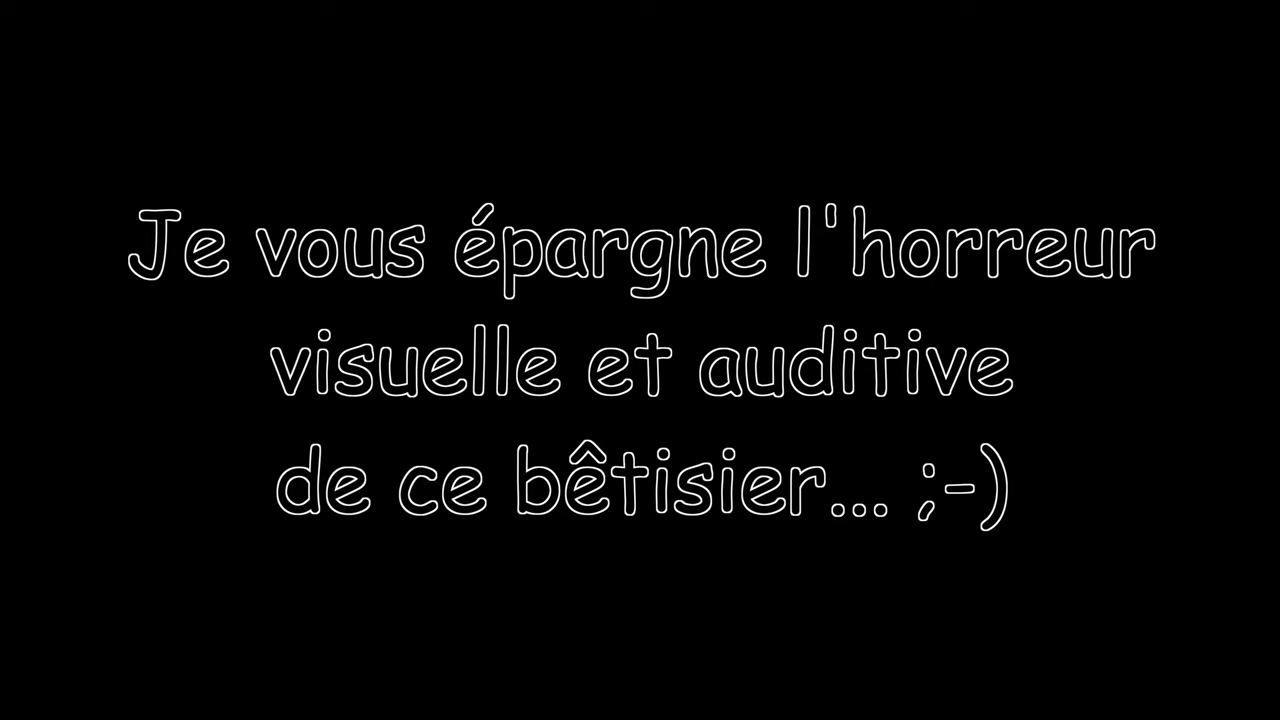 Je vous épargne l'horreur
visuelle et auditive
de ce bêtisier... ;-)